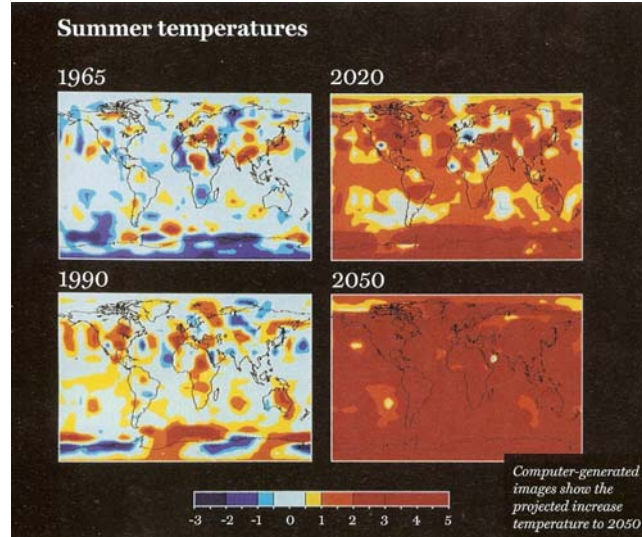 Summer temperatures
1965
2020
1990
2050
-3 -2 -1 0 1 2 3 4 5
Computer-generated
images show the
projected increase
temperature to 2050